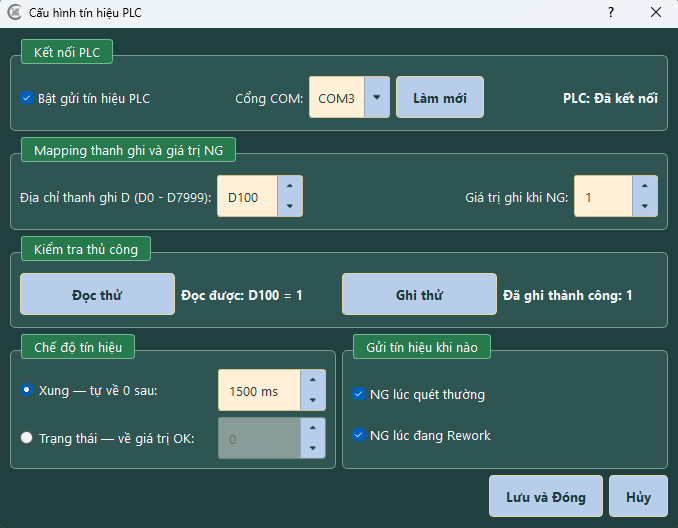 Cấu hình tín hiệu PLC
Kết nối PLC
Bật gửi tín hiệu PLC Cổng COM: COM3 Làm mới PLC: Đã kết nối
Mapping thanh ghi và giá trị NG
Địa chỉ thanh ghi D (D0 - D7999): D100 Giá trị ghi khi NG: 1
Kiểm tra thủ công
Đọc thử Đọc được: D100 = 1 Ghi thử Đã ghi thành công: 1
Chế độ tín hiệu
Xung — tự về 0 sau: 1500 ms
Trạng thái — về giá trị OK: 0
Gửi tín hiệu khi nào
NG lúc quét thường
NG lúc đang Rework
Lưu và Đóng Hủy